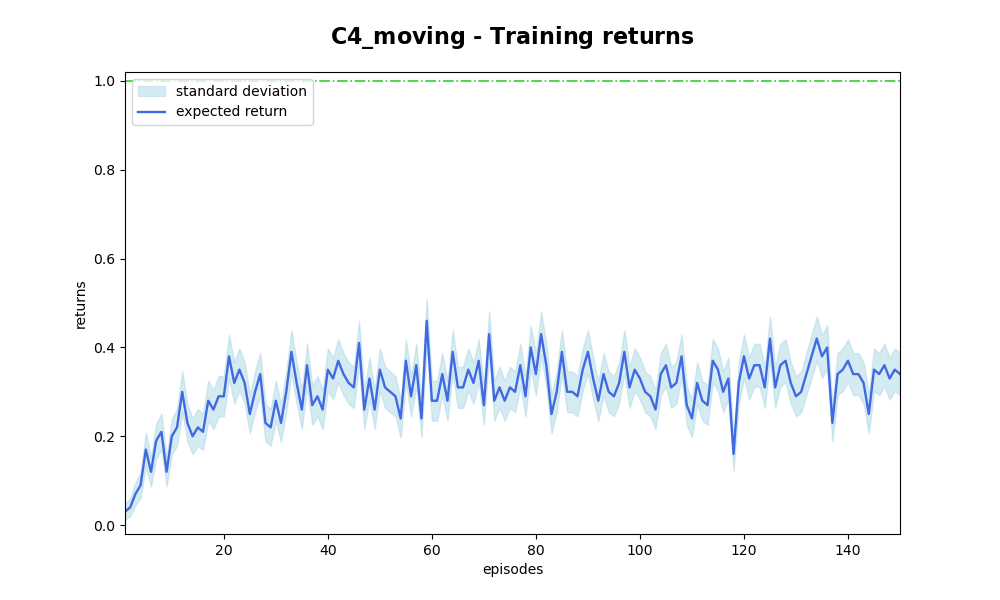 C4_moving - Training returns
standard deviation
expected return
returns
1.0
0.8
0.6
0.4
0.2
0.0
20 40 60 80 100 120 140
episodes